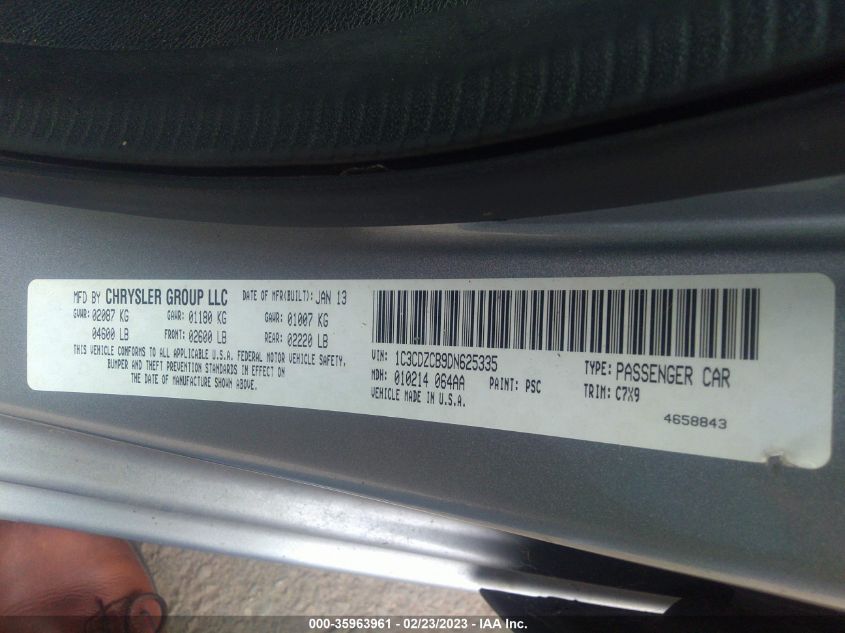 MFD BY CHRYSLER GROUP LLC DATE OF MFR(BUILT): JAN 13
GVWR: 02087 KG GAWR: 01180 KG GAWR: 01007 KG
04600 LB FRONT: 02600 LB REAR: 02220 LB
THIS VEHICLE CONFORMS TO ALL APPLICABLE U.S.A. FEDERAL MOTOR VEHICLE SAFETY,
BUMPER AND THEFT PREVENTION STANDARDS IN EFFECT ON
THE DATE OF MANUFACTURE SHOWN ABOVE.
VIN: 1C3CDZCB9DN625335 TYPE: PASSENGER CAR
MDH: 010214 064AA PAINT: PSC TRIM: C7X9
VEHICLE MADE IN U.S.A.
4658843
000-35963961 - 02/23/2023 - IAA Inc.